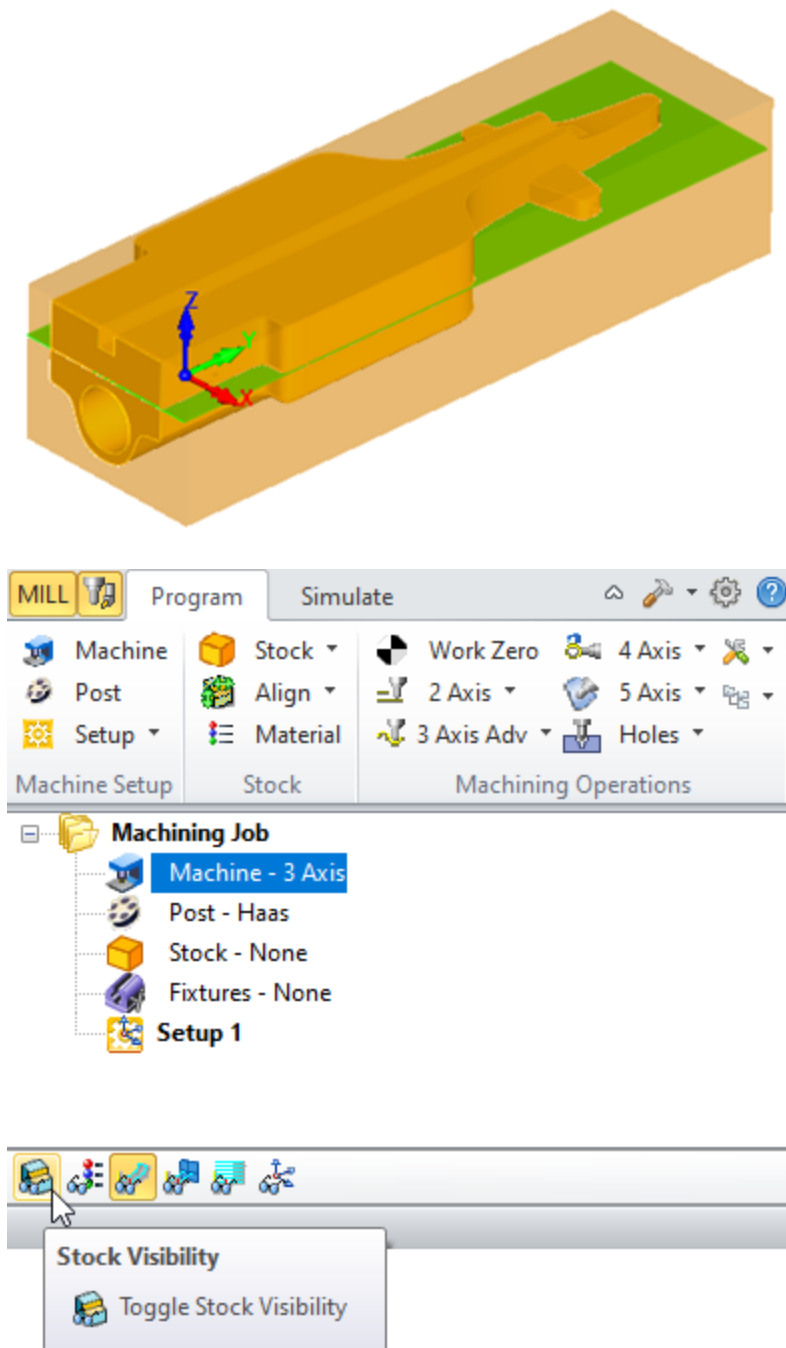 Z
Y
X
MILL Program Simulate
Machine Stock Work Zero 4 Axis
Post Align 2 Axis 5 Axis
Setup Material 3 Axis Adv Holes
Machine Setup Stock Machining Operations
Machining Job
Machine - 3 Axis
Post - Haas
Stock - None
Fixtures - None
Setup 1
Stock Visibility
Toggle Stock Visibility